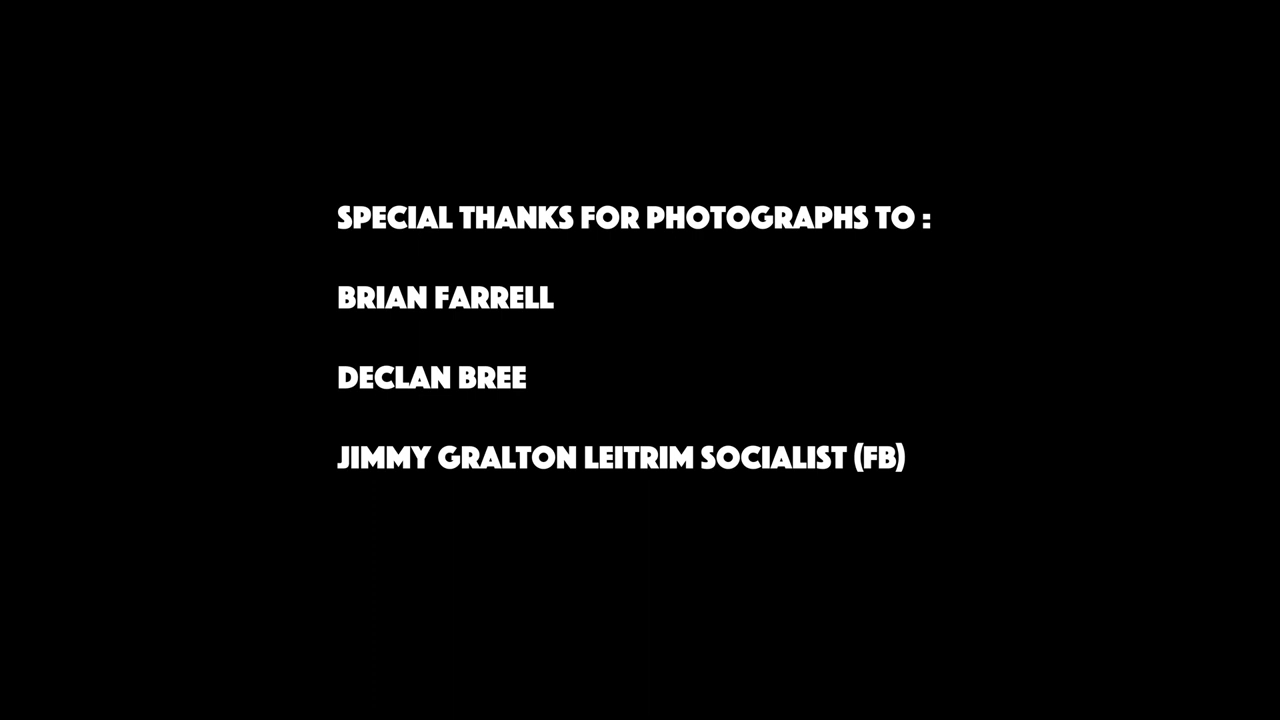 SPECIAL THANKS FOR PHOTOGRAPHS TO :
BRIAN FARRELL
DECLAN BREE
JIMMY GRALTON LEITRIM SOCIALIST (FB)